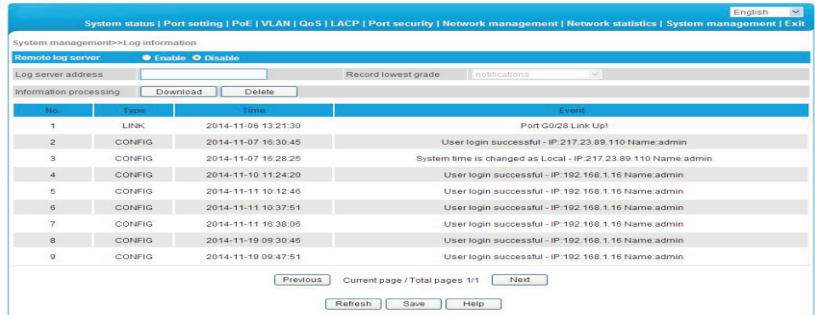 English
System status | Port setting | PoE | VLAN | QoS | LACP | Port security | Network management | Network statistics | System management | Exit
System management>>Log information
Remote log server Enable Disable
Log server address Record lowest grade notifications
Information processing Download Delete
No. Type Time Event
1 LINK 2014-11-06 13:21:30 Port G0/28 Link Up!
2 CONFIG 2014-11-07 16:30:45 User login successful - IP:217.23.89.110 Name:admin
3 CONFIG 2014-11-07 16:28:25 System time is changed as Local - IP:217.23.89.110 Name:admin
4 CONFIG 2014-11-10 11:24:20 User login successful - IP:192.168.1.16 Name:admin
5 CONFIG 2014-11-11 10:12:46 User login successful - IP:192.168.1.16 Name:admin
6 CONFIG 2014-11-11 10:37:51 User login successful - IP:192.168.1.16 Name:admin
7 CONFIG 2014-11-11 16:38:05 User login successful - IP:192.168.1.16 Name:admin
8 CONFIG 2014-11-19 09:30:45 User login successful - IP:192.168.1.16 Name:admin
9 CONFIG 2014-11-19 09:47:51 User login successful - IP:192.168.1.16 Name:admin
Previous Current page / Total pages 1/1 Next
Refresh Save Help